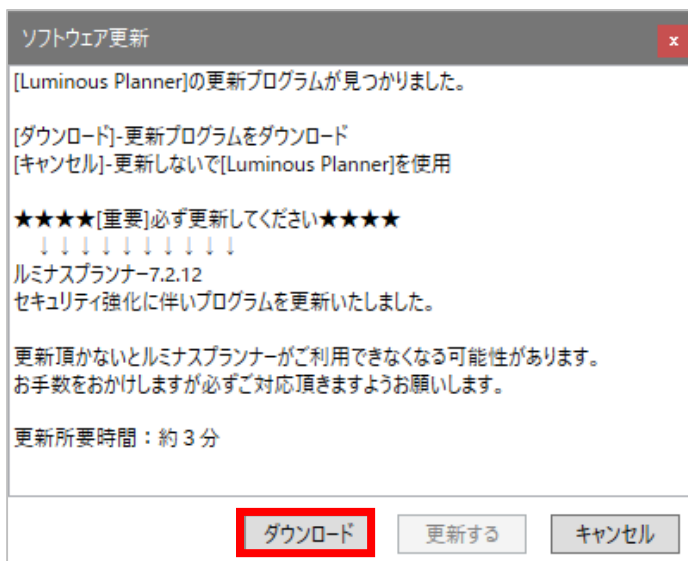 ソフトウェア更新
x
[Luminous Planner]の更新プログラムが見つかりました。
[ダウンロード]-更新プログラムをダウンロード
[キャンセル]-更新しないで[Luminous Planner]を使用
★★★★[重要]必ず更新してください★★★★
↓↓↓↓↓↓↓↓↓↓
ルミナスプランナー7.2.12
セキュリティ強化に伴いプログラムを更新いたしました。
更新頂かないとルミナスプランナーがご利用できなくなる可能性があります。
お手数をおかけしますが必ずご対応頂きますようお願いします。
更新所要時間：約３分
ダウンロード
更新する
キャンセル